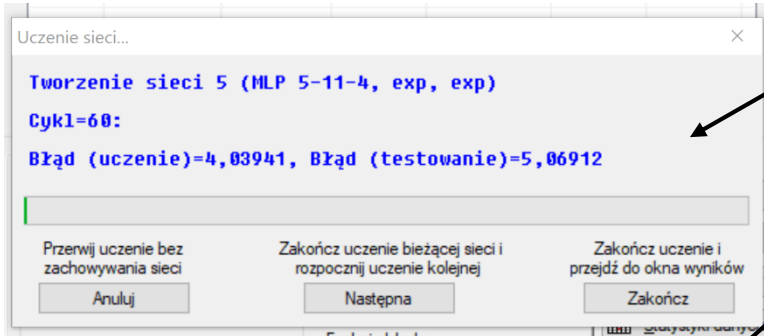 Uczenie sieci...
Tworzenie sieci 5 (MLP 5-11-4, exp, exp)
Cykl=60:
Błąd (uczenie)=4,03941, Błąd (testowanie)=5,06912
Przerwij uczenie bez
zachowywania sieci
Zakończ uczenie bieżącej sieci i
rozpocznij uczenie kolejnej
Zakończ uczenie i
przejdź do okna wyników
Anuluj
Następna
Zakończ